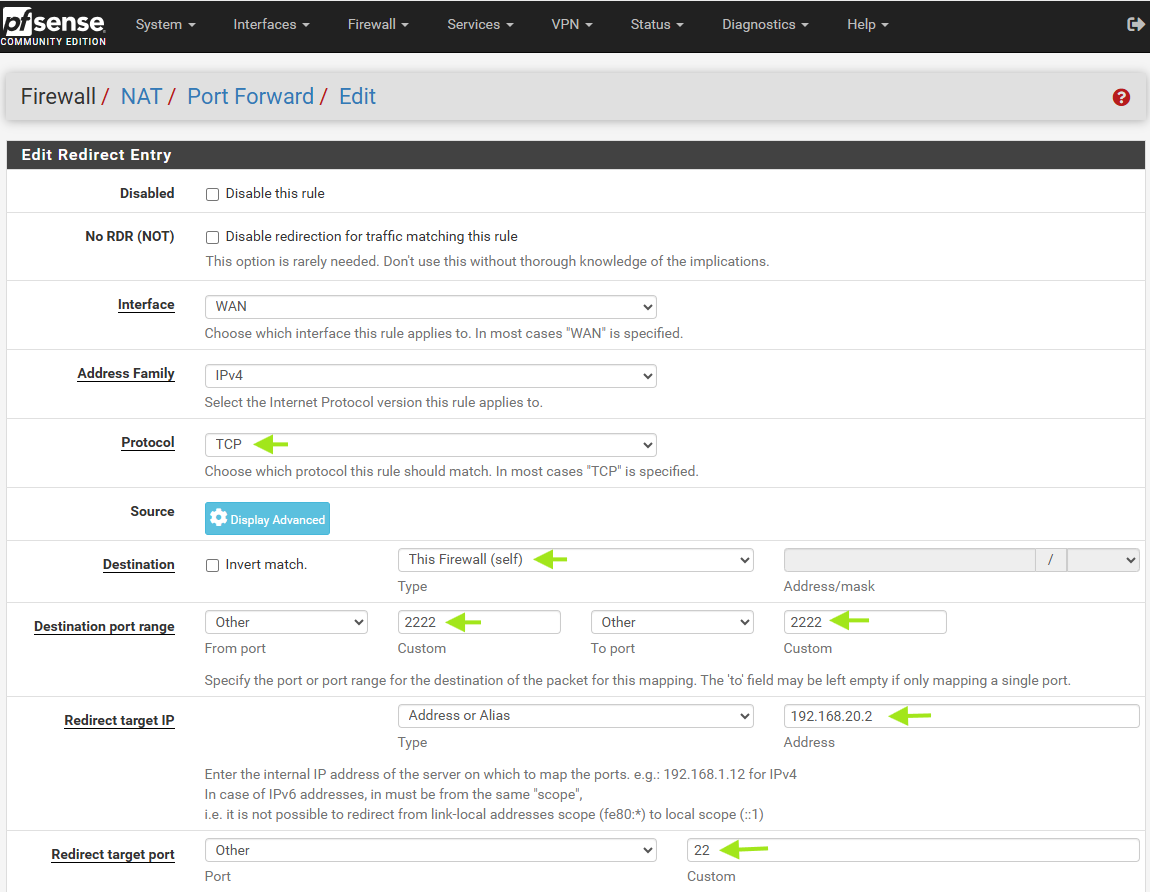 pfsense
COMMUNITY EDITION
System Interfaces Firewall Services VPN Status Diagnostics Help
Firewall / NAT / Port Forward / Edit
?
Edit Redirect Entry
Disabled Disable this rule
No RDR (NOT) Disable redirection for traffic matching this rule
This option is rarely needed. Don't use this without thorough knowledge of the implications.
Interface WAN
Choose which interface this rule applies to. In most cases "WAN" is specified.
Address Family IPv4
Select the Internet Protocol version this rule applies to.
Protocol TCP
Choose which protocol this rule should match. In most cases "TCP" is specified.
Source Display Advanced
Destination Invert match. This Firewall (self) /
Type Address/mask
Destination port range Other 2222 Other 2222
From port Custom To port Custom
Specify the port or port range for the destination of the packet for this mapping. The 'to' field may be left empty if only mapping a single port.
Redirect target IP Address or Alias 192.168.20.2
Type Address
Enter the internal IP address of the server on which to map the ports. e.g.: 192.168.1.12 for IPv4
In case of IPv6 addresses, in must be from the same "scope",
i.e. it is not possible to redirect from link-local addresses scope (fe80:*) to local scope (::1)
Redirect target port Other 22
Port Custom